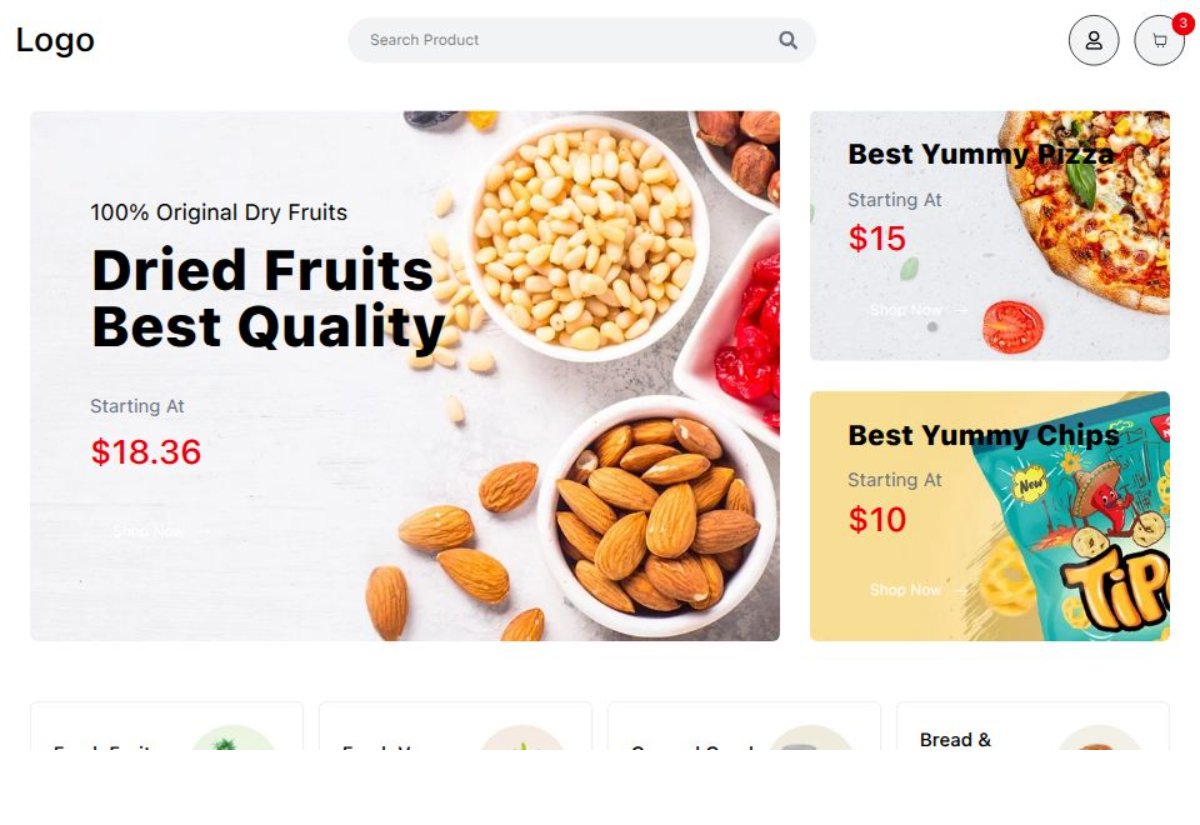 Logo
Search Product
3
100% Original Dry Fruits
Dried Fruits
Best Quality
Starting At
$18.36
Shop Now →
Best Yummy Pizza
Starting At
$15
Shop Now →
Best Yummy Chips
Starting At
$10
Shop Now →
New
TiP
Bread &